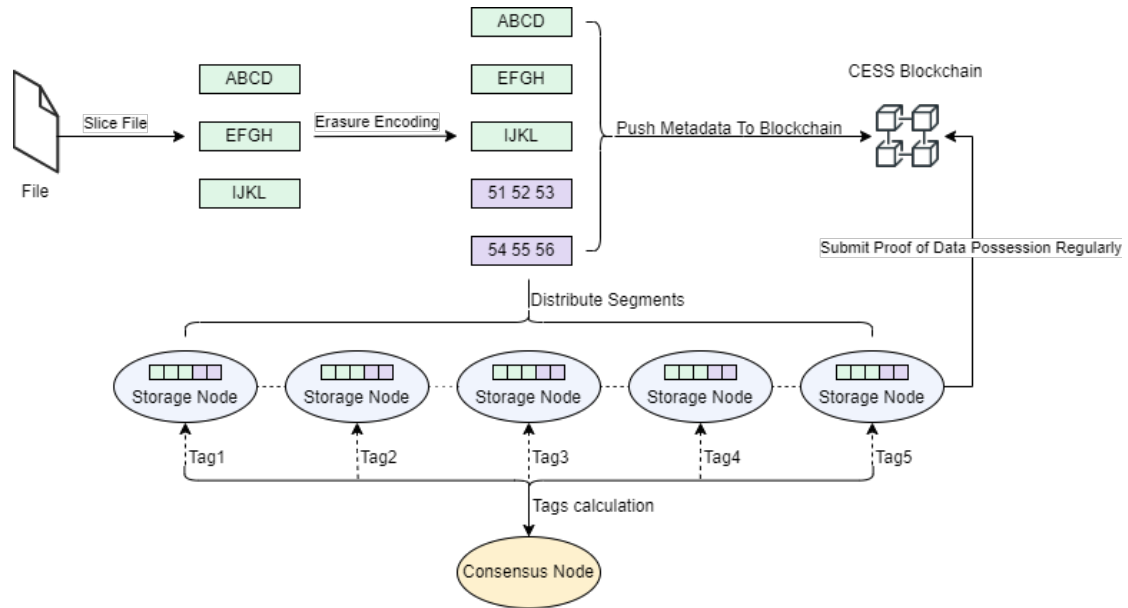 ABCD
CESS Blockchain
ABCD
EFGH
Slice File
EFGH
Erasure Encoding
IJKL
Push Metadata To Blockchain
File
IJKL
51 52 53
54 55 56
Submit Proof of Data Possession Regularly
Distribute Segments
Storage Node
Storage Node
Storage Node
Storage Node
Storage Node
Tag1
Tag2
Tag3
Tag4
Tag5
Tags calculation
Consensus Node